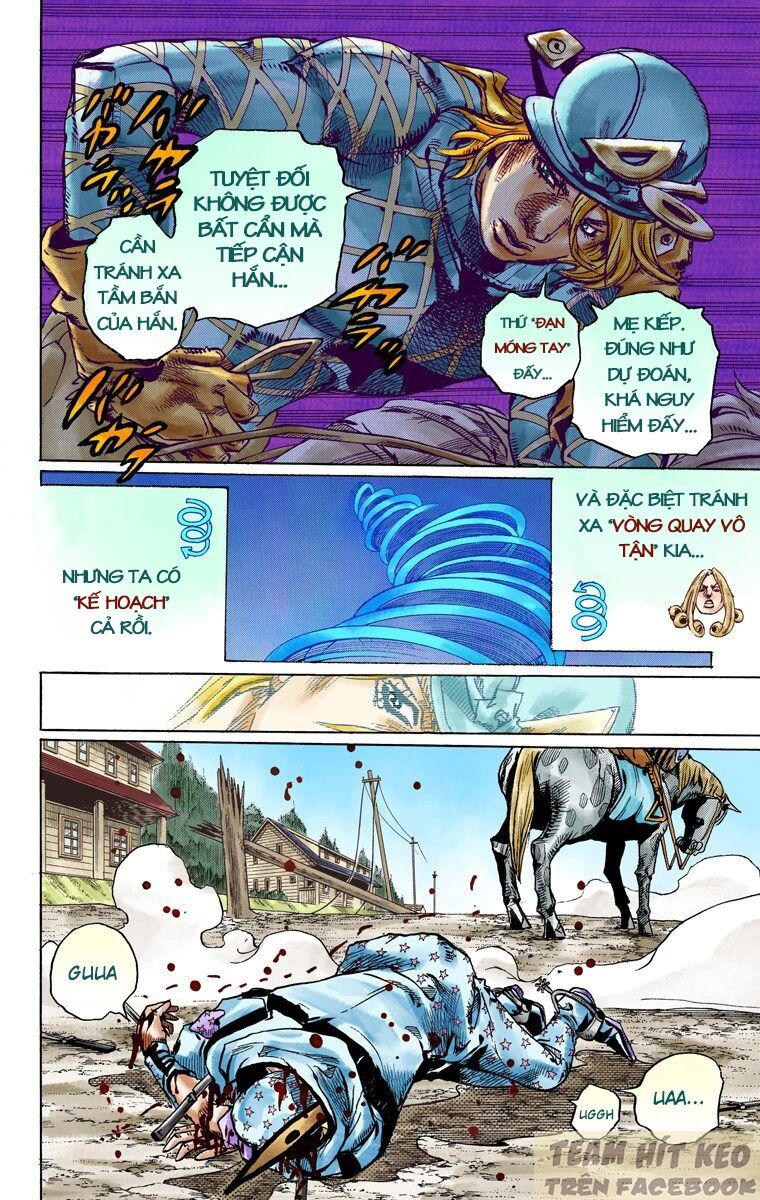 MẸ KIẾP.
ĐÚNG NHƯ
DỰ ĐOÁN,
KHÁ NGUY
HIỂM ĐẤY...
THỨ "ĐẠN
MÓNG TAY"
ĐẤY...
TUYỆT ĐỐI
KHÔNG ĐƯỢC
BẤT CẨN MÀ
TIẾP CẬN
HẮN...
CẦN
TRÁNH XA
TẦM BẮN
CỦA HẮN.
VÀ ĐẶC BIỆT TRÁNH
XA "VÒNG QUAY VÔ
TẬN" KIA...
NHƯNG TA CÓ
"KẾ HOẠCH"
CẢ RỒI.
GUUA
UAA...
UGGH
TEAM HÍT KEO
TRÊN FACEBOOK